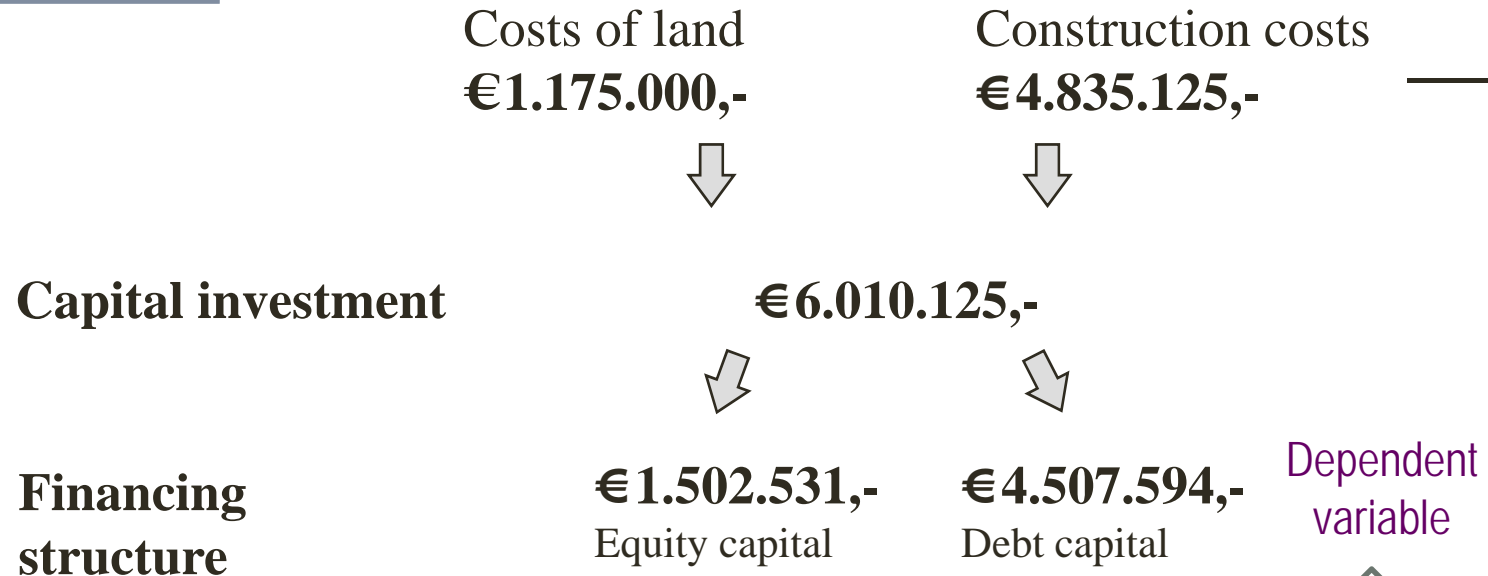 Costs of land
€1.175.000,-
Construction costs
€4.835.125,-
Capital investment
€6.010.125,-
Financing
structure
€1.502.531,-
Equity capital
€4.507.594,-
Debt capital
Dependent
variable